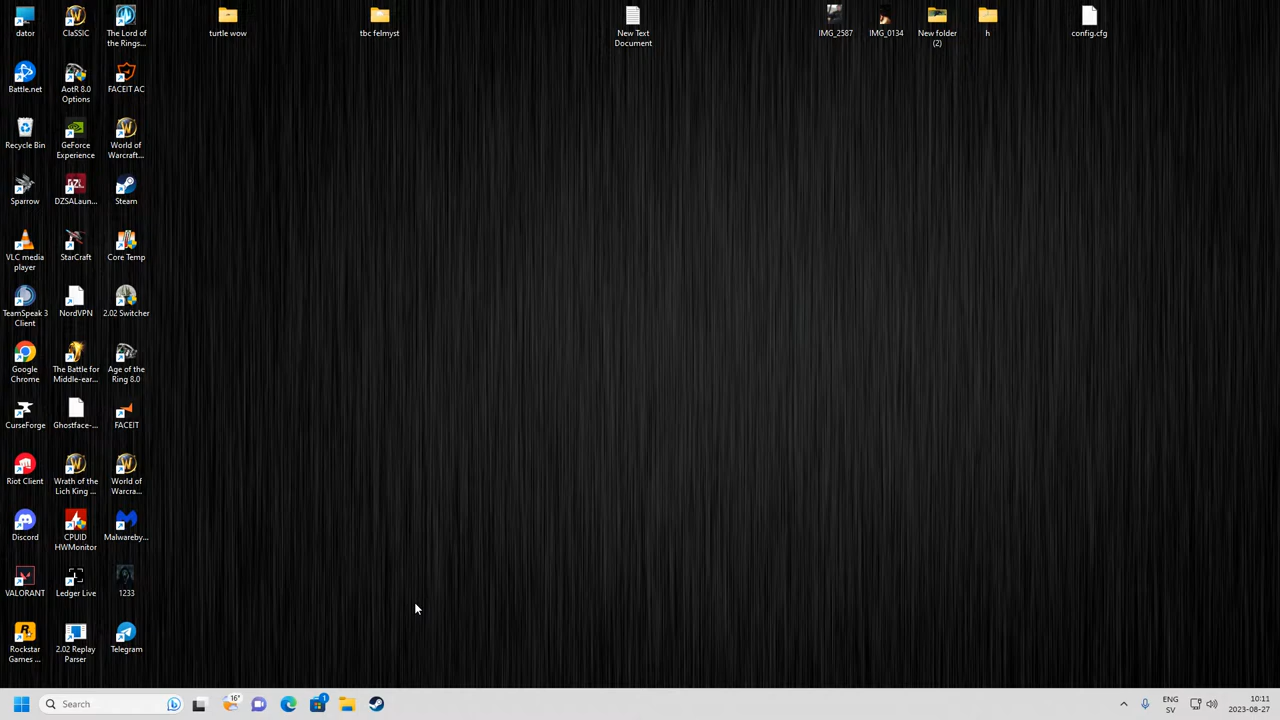 dator
ClaSSIC
The Lord of
the Rings...
turtle wow
tbc felmyst
New Text
Document
IMG_2587
IMG_0134
New folder
(2)
h
config.cfg
Battle.net
AotR 8.0
Options
FACEIT AC
Recycle Bin
GeForce
Experience
World of
Warcraft...
Sparrow
DZSALaun...
Steam
VLC media
player
StarCraft
Core Temp
TeamSpeak 3
Client
NordVPN
2.02 Switcher
Google
Chrome
The Battle for
Middle-ear...
Age of the
Ring 8.0
CurseForge
Ghostface-...
FACEIT
Riot Client
Wrath of the
Lich King ...
World of
Warcra...
Discord
CPUID
HWMonitor
Malwareby...
VALORANT
Ledger Live
1233
Rockstar
Games ...
2.02 Replay
Parser
Telegram
Search
16°
1
ENG
SV
10:11
2023-08-27